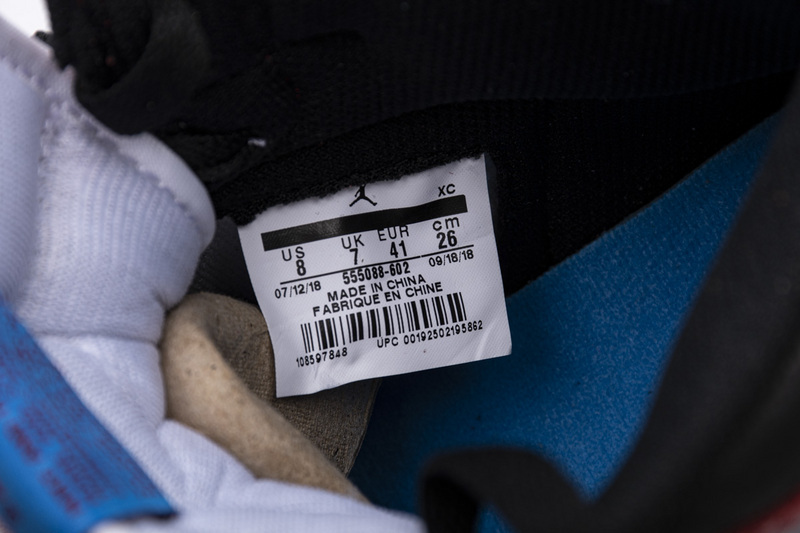 XC
US UK EUR cm
8 7 41 26
555088-602
07/12/18 09/18/18
MADE IN CHINA
FABRIQUE EN CHINE
108597848 UPC 00192502195862